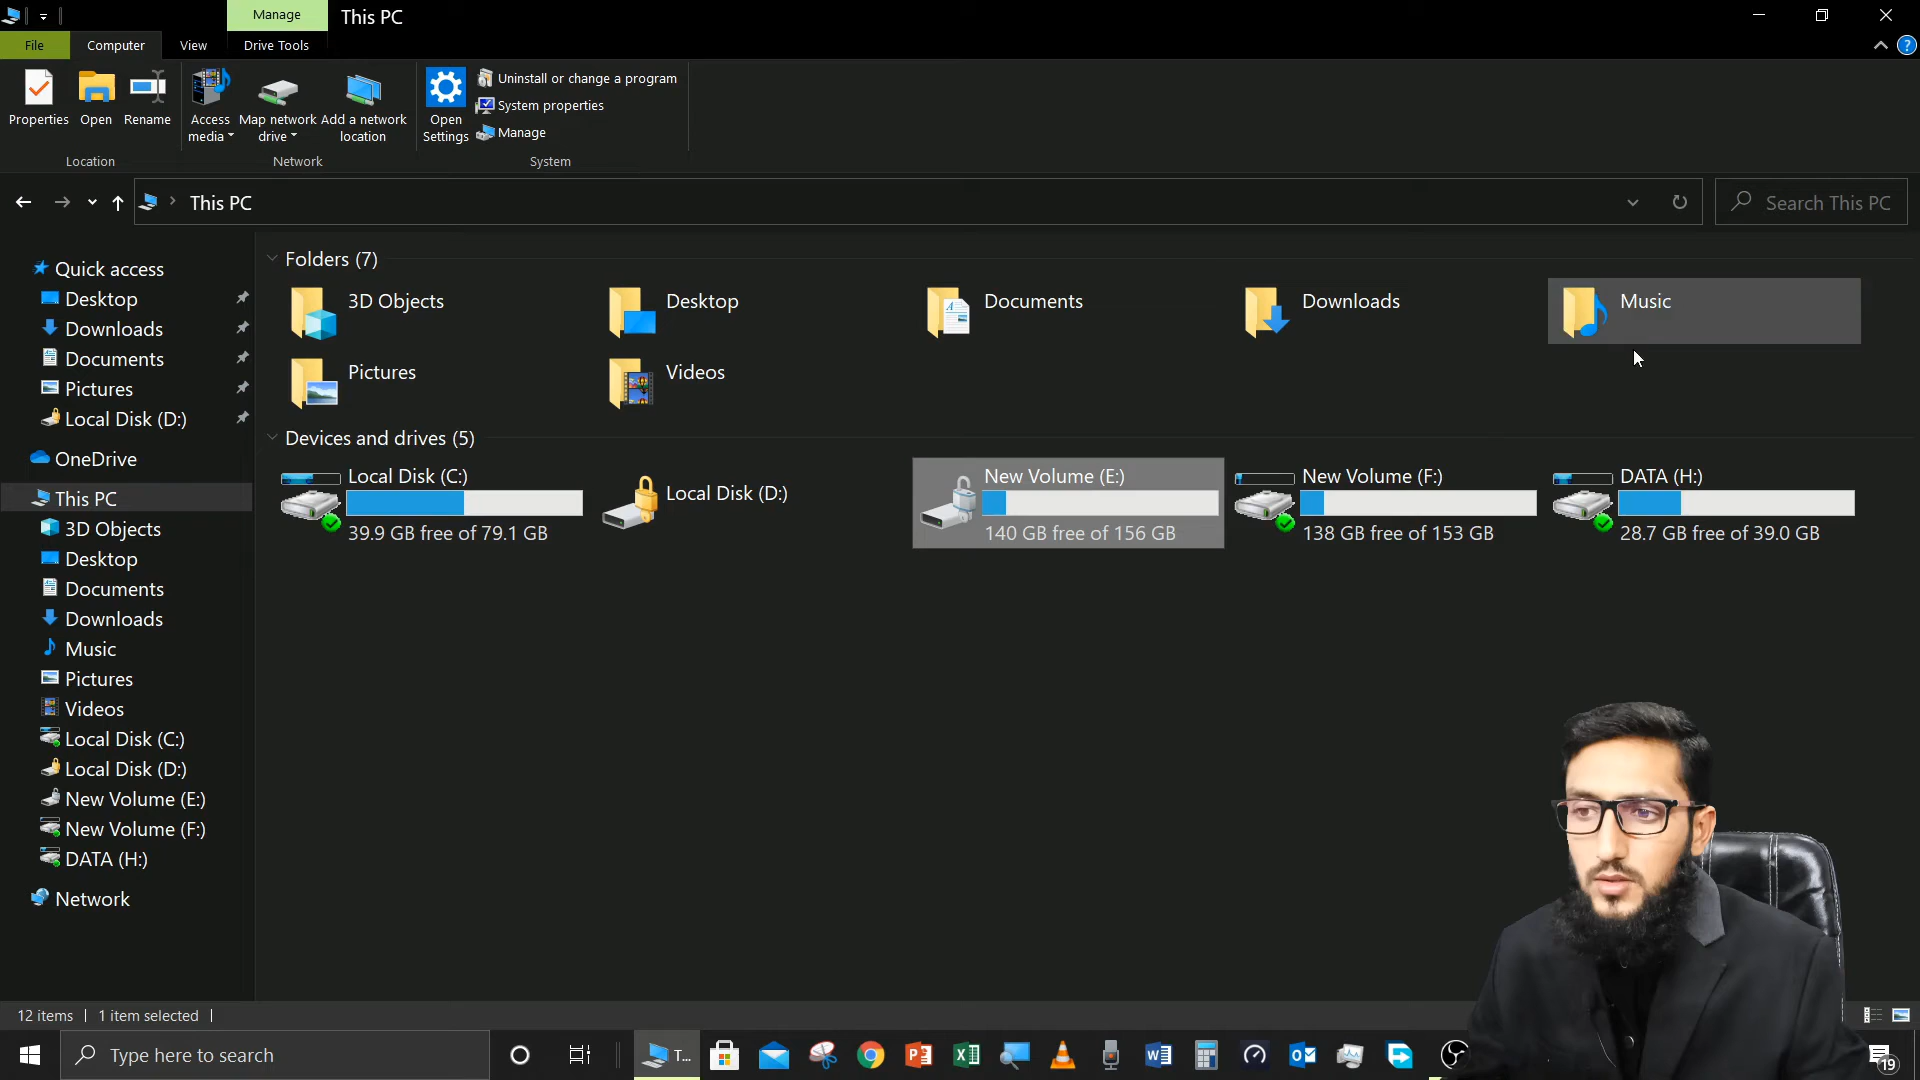 Manage
This PC
File
Computer
View
Drive Tools
Properties
Open
Rename
Access media
Map network drive
Add a network location
Open Settings
Uninstall or change a program
System properties
Manage
Location
Network
System
This PC
Search This PC
Quick access
Desktop
Downloads
Documents
Pictures
Local Disk (D:)
OneDrive
This PC
3D Objects
Desktop
Documents
Downloads
Music
Pictures
Videos
Local Disk (C:)
Local Disk (D:)
New Volume (E:)
New Volume (F:)
DATA (H:)
Network
Folders (7)
3D Objects
Desktop
Documents
Downloads
Music
Pictures
Videos
Devices and drives (5)
Local Disk (C:)
39.9 GB free of 79.1 GB
Local Disk (D:)
New Volume (E:)
140 GB free of 156 GB
New Volume (F:)
138 GB free of 153 GB
DATA (H:)
28.7 GB free of 39.0 GB
12 items
1 item selected
Type here to search
T...
19